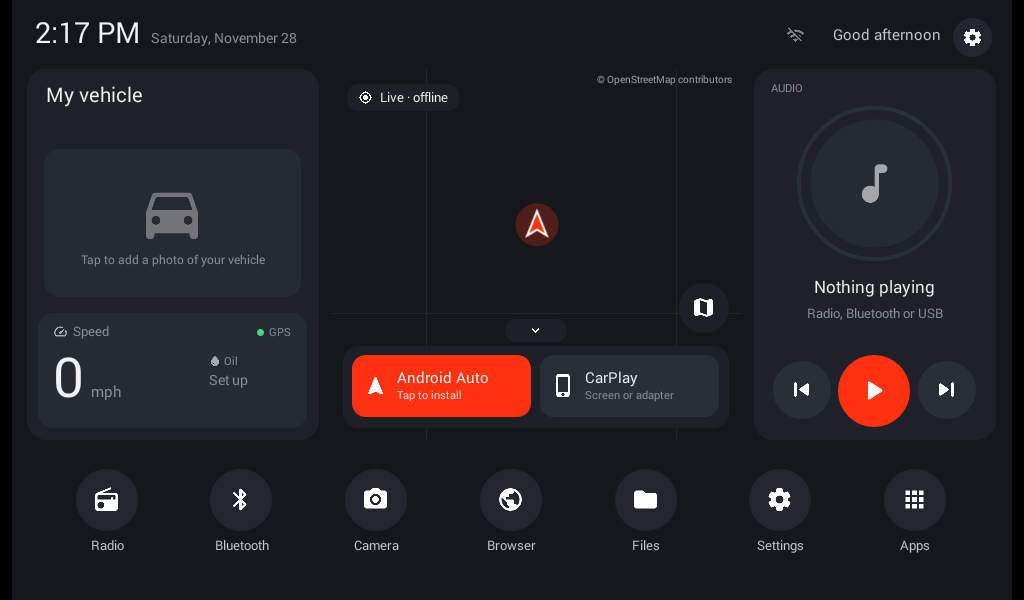 2:17 PM
Saturday, November 28
Good afternoon
My vehicle
Tap to add a photo of your vehicle
Speed
GPS
0 mph
Oil
Set up
Live · offline
© OpenStreetMap contributors
Android Auto
Tap to install
CarPlay
Screen or adapter
AUDIO
Nothing playing
Radio, Bluetooth or USB
Radio
Bluetooth
Camera
Browser
Files
Settings
Apps